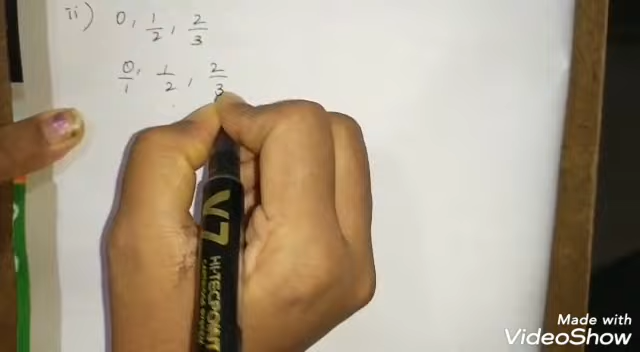 ii) 0, 1/2, 2/3
0/1, 1/2, 2/3
V7
HI-TECPOINT
Made with
VideoShow